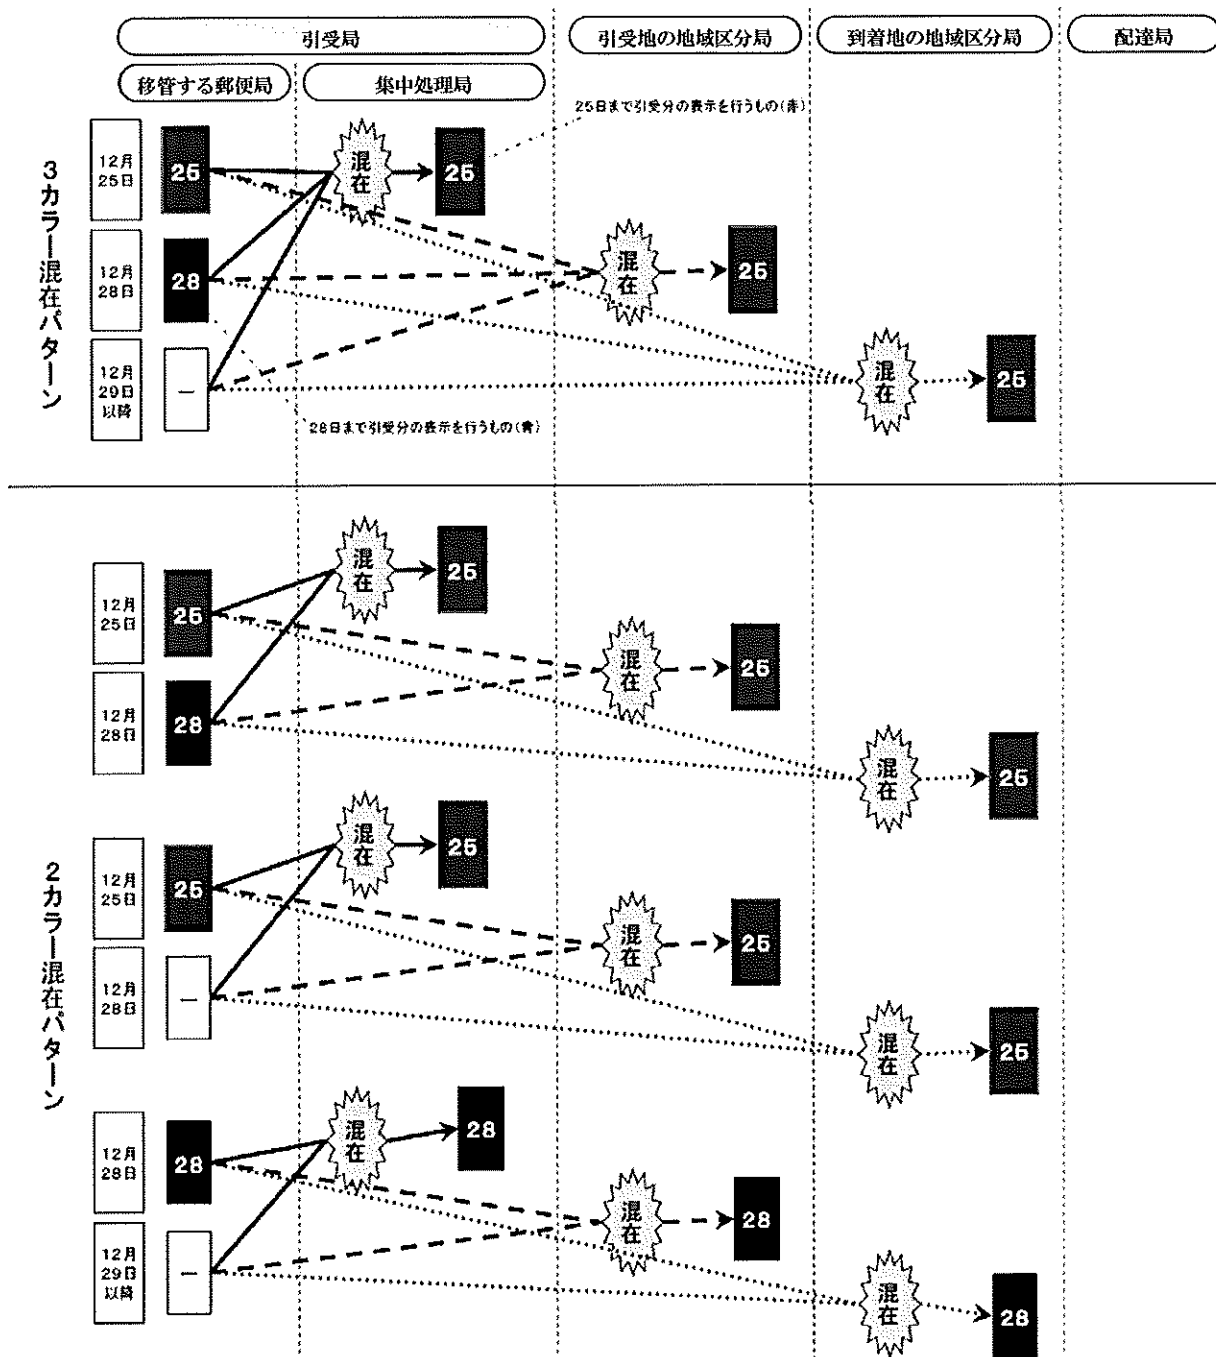 引受局
引受地の地域区分局
到着地の地域区分局
配達局
移管する郵便局
集中処理局
25日まで引受分の表示を行うもの(赤)
3カラー混在パターン
12月
25日
25
混在
25
12月
28日
28
混在
25
12月
29日
以降
－
混在
25
28日まで引受分の表示を行うもの(青)
2カラー混在パターン
混在
25
12月
25日
25
混在
25
12月
28日
28
混在
25
混在
25
12月
25日
25
混在
25
12月
28日
－
混在
25
混在
28
12月
28日
28
混在
28
12月
29日
以降
－
混在
28